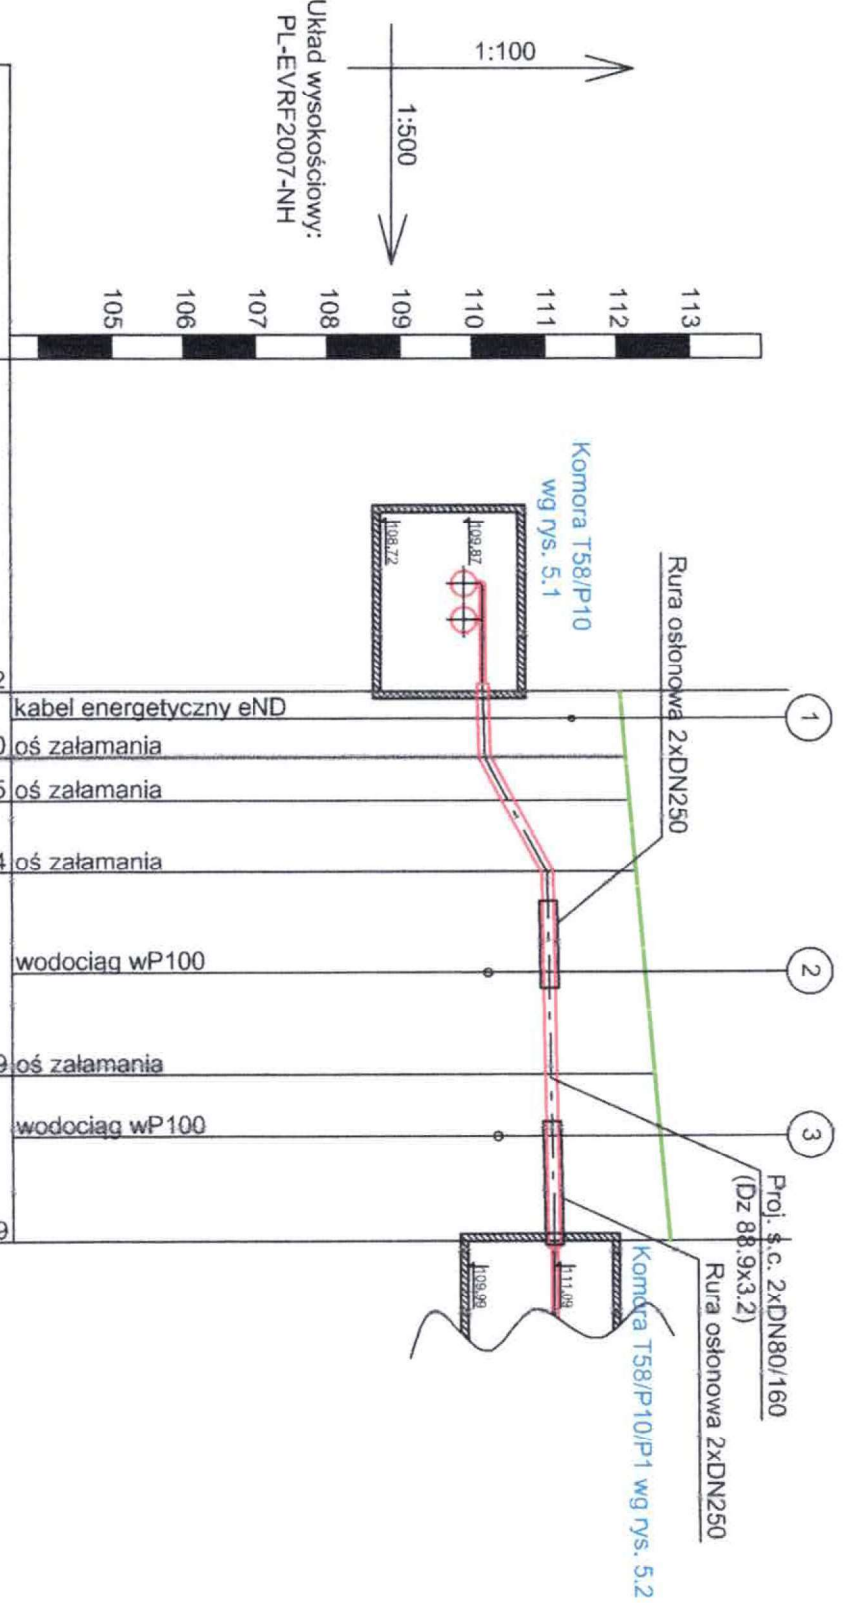 Układ wysokościowy:
PL-EVRF2007-NH
1:100
1:500
113
112
111
110
109
108
107
106
105
Komora T58/P10
wg rys. 5.1
109.87
108.72
Rura osłonowa 2xDN250
1
2
3
kabel energetyczny eND
oś załamania
oś załamania
oś załamania
wodociąg wP100
oś załamania
wodociąg wP100
Proj. s.c. 2xDN80/160
(Dz 88.9x3.2)
Rura osłonowa 2xDN250
Komora T58/P10/P1 wg rys. 5.2
111.09
109.99